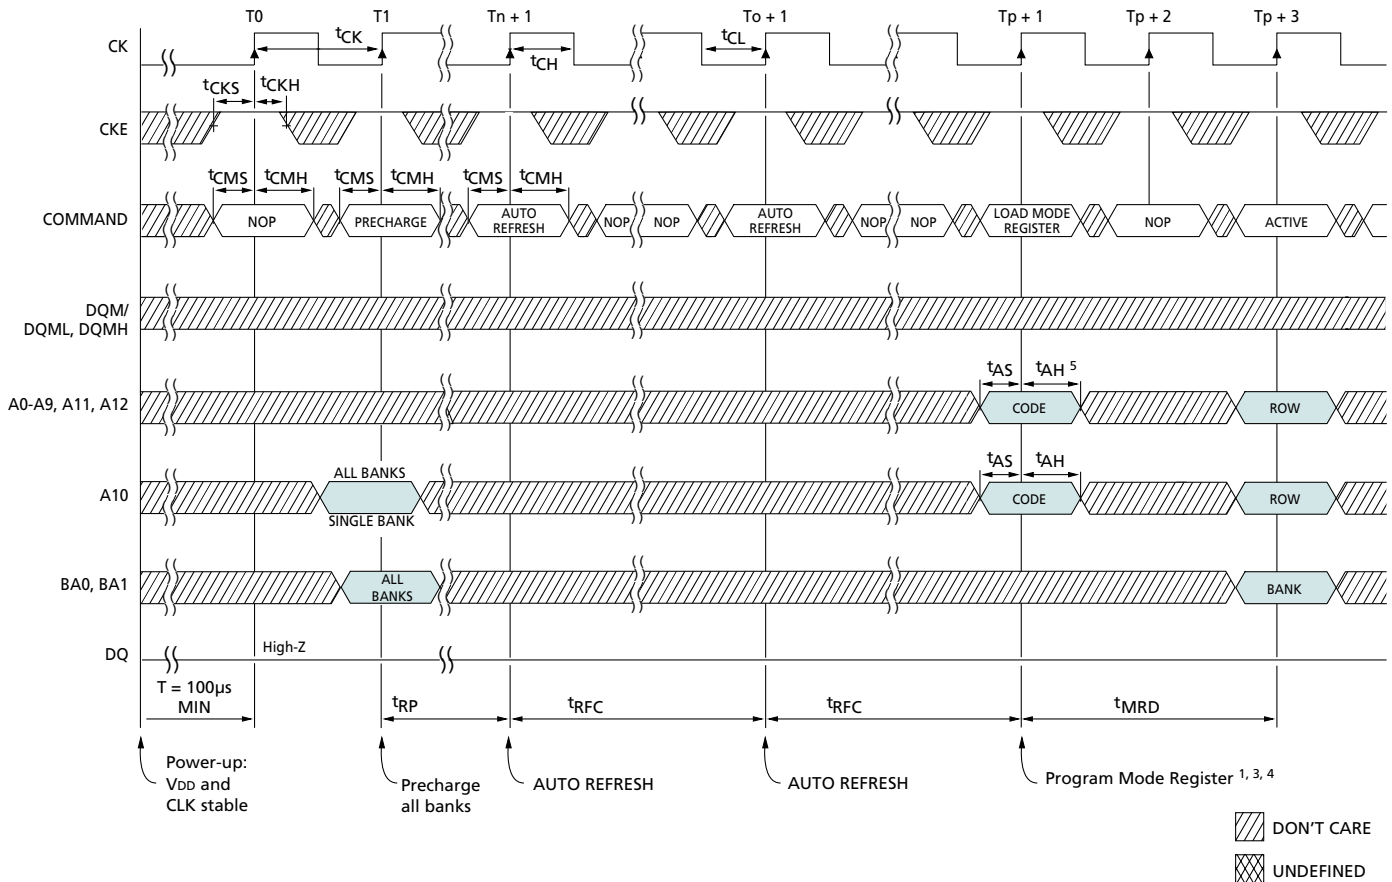 T0 T1 Tn + 1 To + 1 Tp + 1 Tp + 2 Tp + 3
CK
tCK
tCH
tCL
tCKS tCKH
CKE
tCMS tCMH tCMS tCMH tCMS tCMH
COMMAND
NOP
PRECHARGE
AUTO
REFRESH
NOP
NOP
AUTO
REFRESH
NOP
NOP
LOAD MODE
REGISTER
NOP
ACTIVE
DQM/
DQML, DQMH
tAS tAH 5
A0-A9, A11, A12
CODE
ROW
ALL BANKS
tAS tAH
A10
CODE
ROW
SINGLE BANK
BA0, BA1
ALL
BANKS
BANK
DQ
High-Z
T = 100µs
MIN
tRP
tRFC
tRFC
tMRD
Power-up:
VDD and
CLK stable
Precharge
all banks
AUTO REFRESH
AUTO REFRESH
Program Mode Register 1, 3, 4
DON'T CARE
UNDEFINED